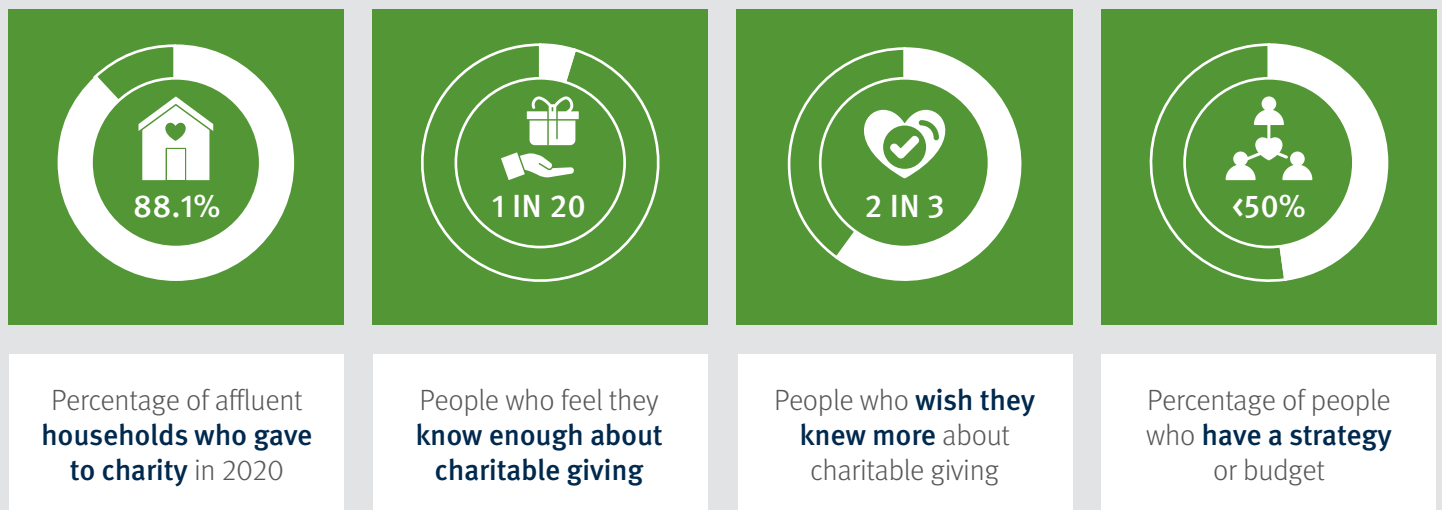 88.1%
1 IN 20
2 IN 3
<50%
Percentage of affluent
households who gave
to charity in 2020
People who feel they
know enough about
charitable giving
People who wish they
knew more about
charitable giving
Percentage of people
who have a strategy
or budget